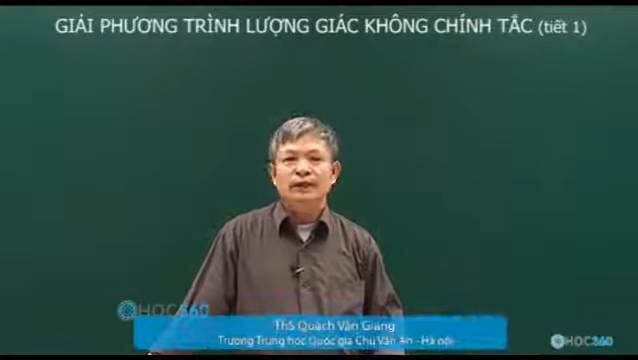 GIẢI PHƯƠNG TRÌNH LƯỢNG GIÁC KHÔNG CHÍNH TẮC (tiết 1)
HOC360
ThS Quách Văn Giang
Trường Trung học Quốc gia Chu Văn An - Hà nội
HOC360